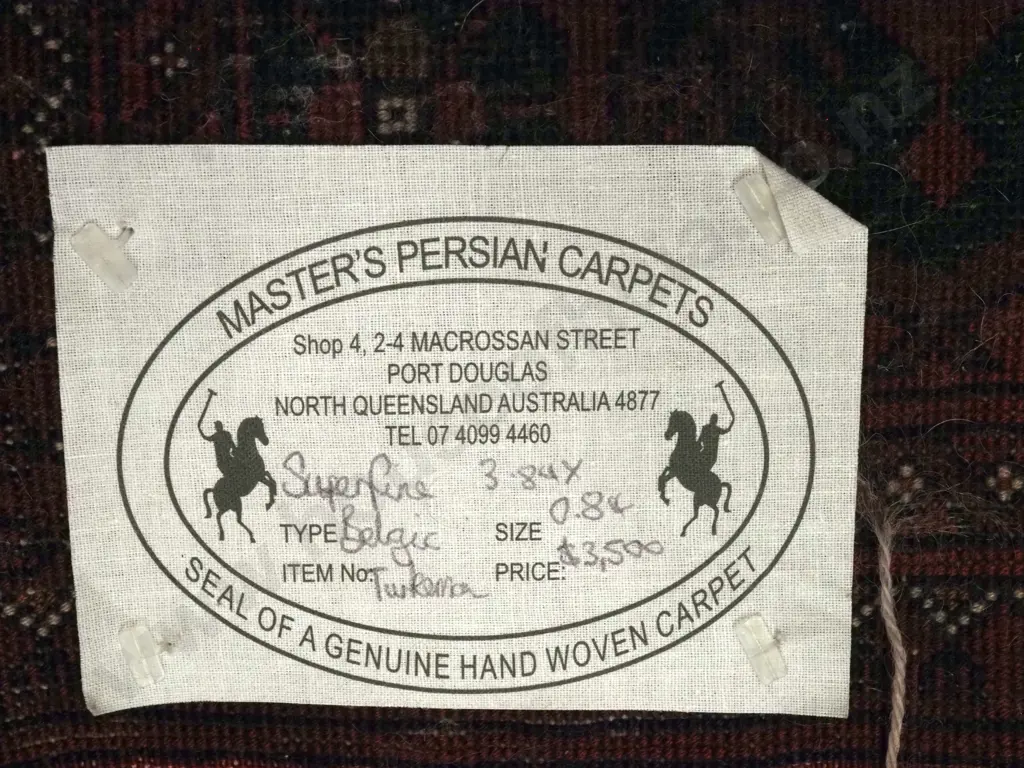 MASTER'S PERSIAN CARPETS
Shop 4, 2-4 MACROSSAN STREET
PORT DOUGLAS
NORTH QUEENSLAND AUSTRALIA 4877
TEL 07 4099 4460
Superfine 3.84X
TYPE Belgic SIZE 0.84
ITEM No: Turkema PRICE: $3,500
SEAL OF A GENUINE HAND WOVEN CARPET